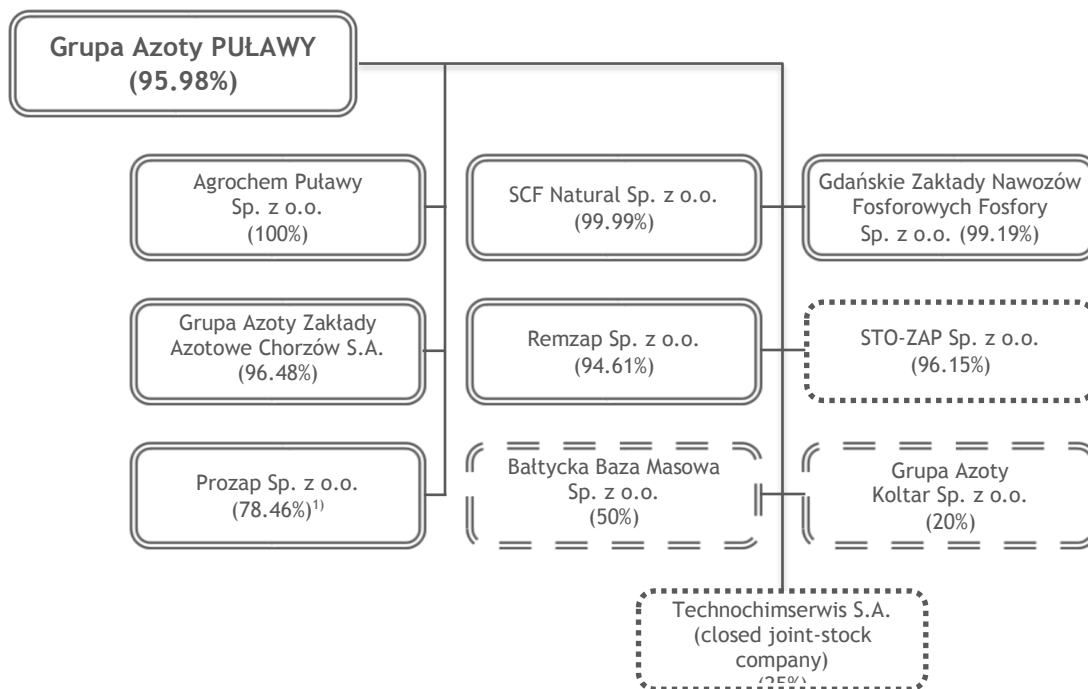 Grupa Azoty PUŁAWY
(95.98%)
Agrochem Puławy
Sp. z o.o.
(100%)
SCF Natural Sp. z o.o.
(99.99%)
Gdańskie Zakłady Nawozów
Fosforowych Fosfory
Sp. z o.o. (99.19%)
Grupa Azoty Zakłady
Azotowe Chorzów S.A.
(96.48%)
Remzap Sp. z o.o.
(94.61%)
STO-ZAP Sp. z o.o.
(96.15%)
Prozap Sp. z o.o.
(78.46%)¹⁾
Bałtycka Baza Masowa
Sp. z o.o.
(50%)
Grupa Azoty
Koltar Sp. z o.o.
(20%)
Technochimserwis S.A.
(closed joint-stock
company)
(25%)